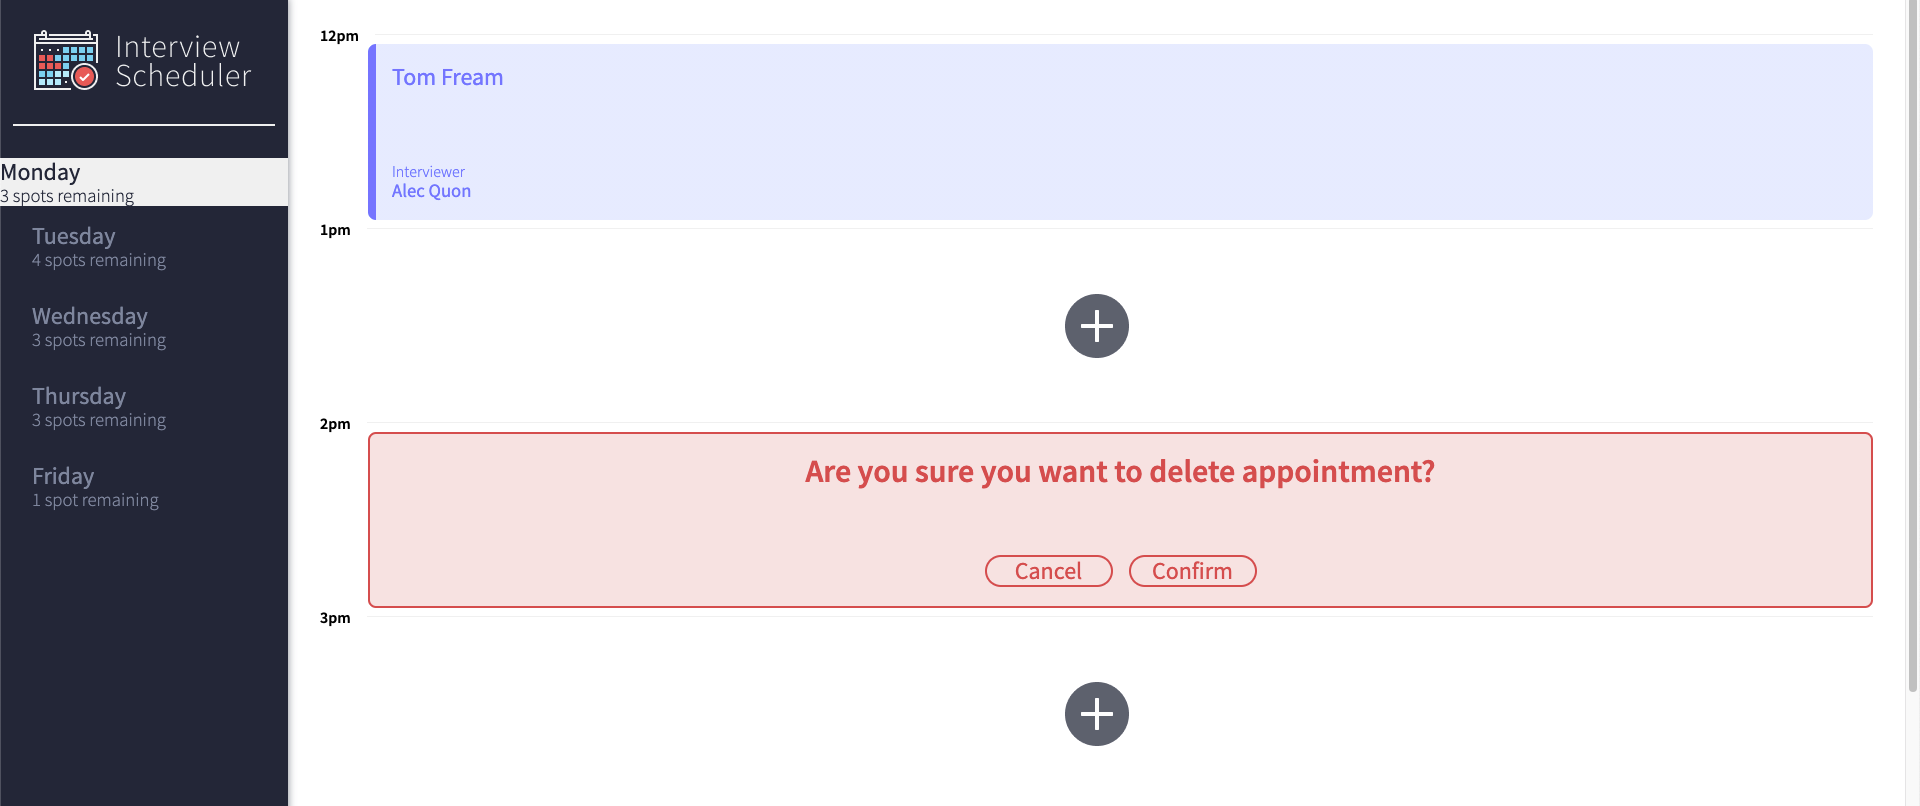 Interview
Scheduler
Monday
3 spots remaining
Tuesday
4 spots remaining
Wednesday
3 spots remaining
Thursday
3 spots remaining
Friday
1 spot remaining
12pm
Tom Fream
Interviewer
Alec Quon
1pm
2pm
Are you sure you want to delete appointment?
Cancel Confirm
3pm